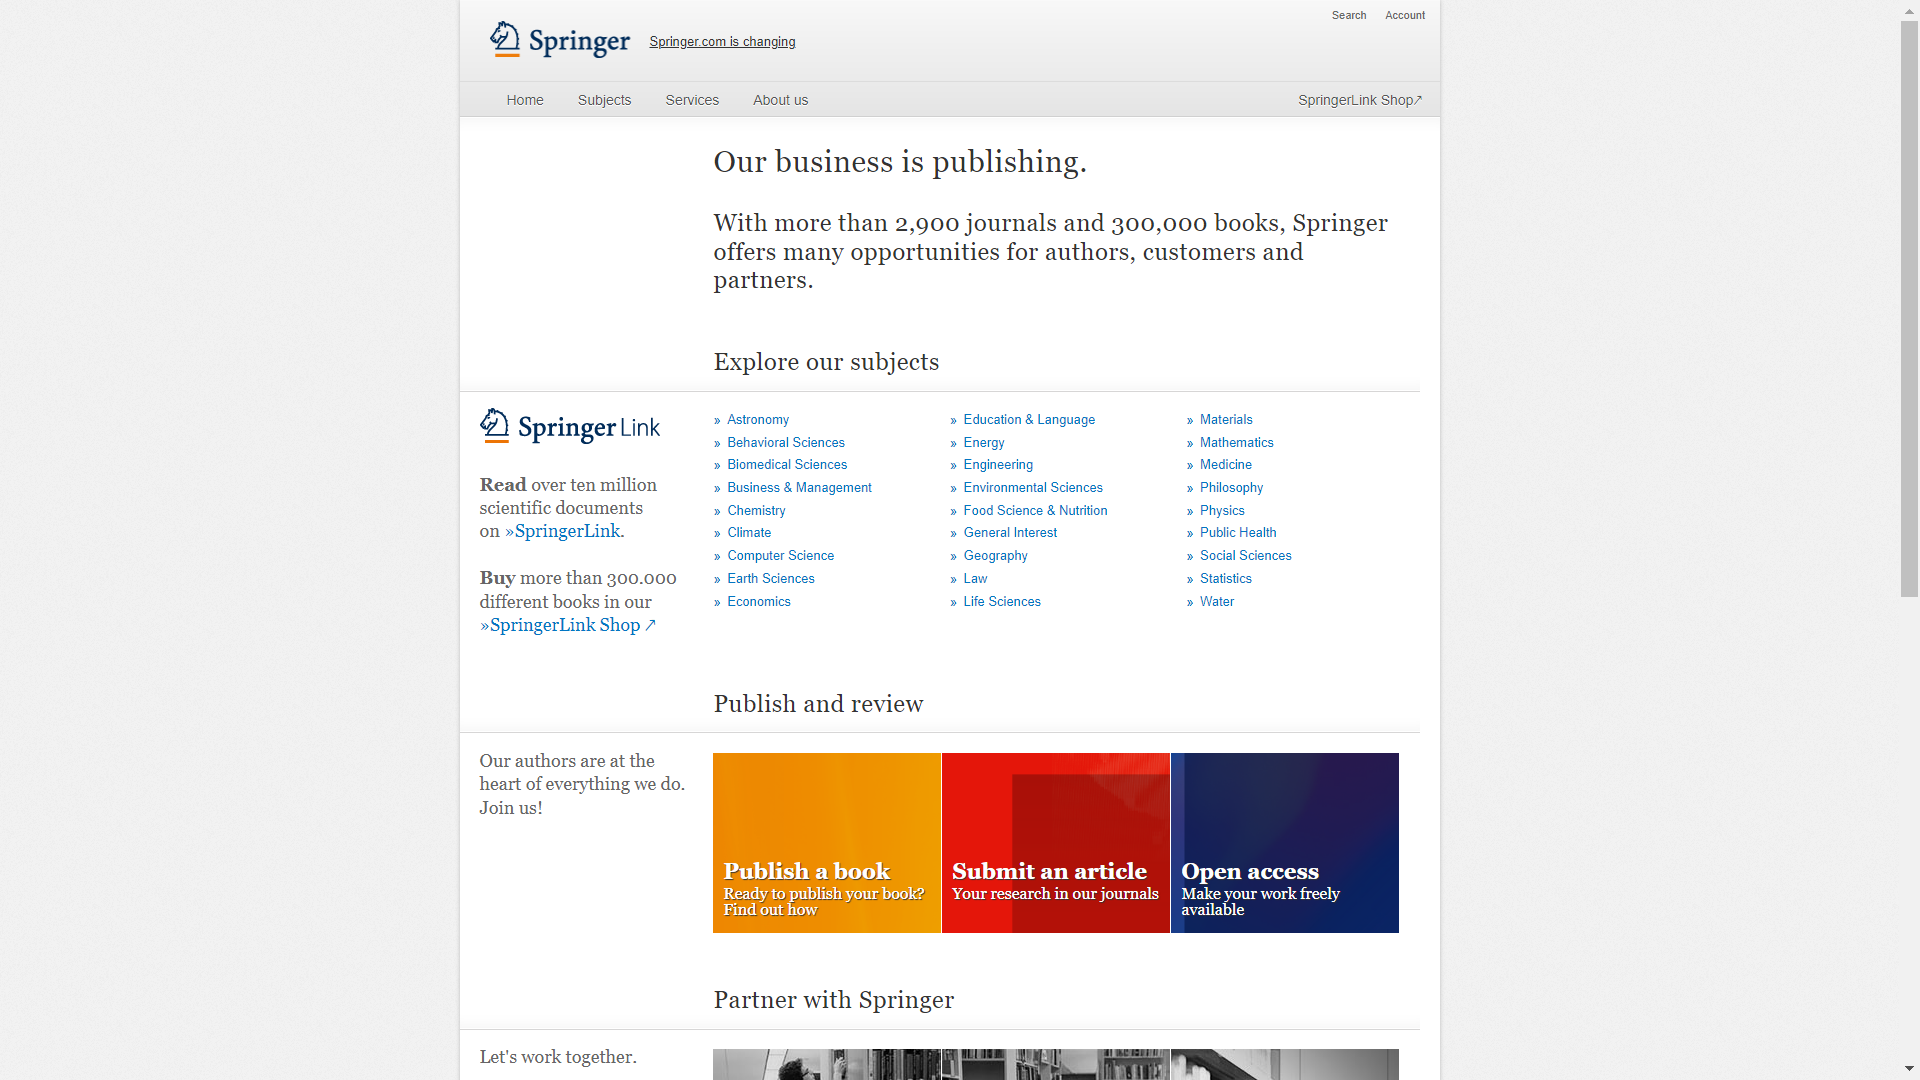 Search Account
Springer Springer.com is changing
Home Subjects Services About us SpringerLink Shop↗
Our business is publishing.
With more than 2,900 journals and 300,000 books, Springer
offers many opportunities for authors, customers and
partners.
Explore our subjects
Springer Link
Read over ten million
scientific documents
on »SpringerLink.
Buy more than 300.000
different books in our
»SpringerLink Shop ↗
» Astronomy
» Behavioral Sciences
» Biomedical Sciences
» Business & Management
» Chemistry
» Climate
» Computer Science
» Earth Sciences
» Economics
» Education & Language
» Energy
» Engineering
» Environmental Sciences
» Food Science & Nutrition
» General Interest
» Geography
» Law
» Life Sciences
» Materials
» Mathematics
» Medicine
» Philosophy
» Physics
» Public Health
» Social Sciences
» Statistics
» Water
Publish and review
Our authors are at the
heart of everything we do.
Join us!
Publish a book
Ready to publish your book?
Find out how
Submit an article
Your research in our journals
Open access
Make your work freely
available
Partner with Springer
Let's work together.